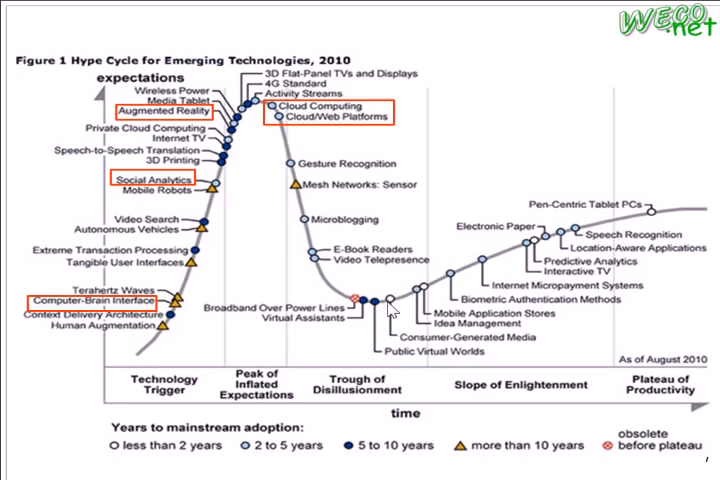 WECO
.net
Figure 1 Hype Cycle for Emerging Technologies, 2010
expectations
3D Flat-Panel TVs and Displays
4G Standard
Activity Streams
Wireless Power
Media Tablet
Augmented Reality
Cloud Computing
Cloud/Web Platforms
Private Cloud Computing
Internet TV
Speech-to-Speech Translation
3D Printing
Gesture Recognition
Social Analytics
Mobile Robots
Mesh Networks: Sensor
Pen-Centric Tablet PCs
Video Search
Autonomous Vehicles
Microblogging
Electronic Paper
Speech Recognition
Extreme Transaction Processing
Tangible User Interfaces
E-Book Readers
Video Telepresence
Location-Aware Applications
Predictive Analytics
Interactive TV
Internet Micropayment Systems
Terahertz Waves
Computer-Brain Interface
Context Delivery Architecture
Human Augmentation
Broadband Over Power Lines
Virtual Assistants
Biometric Authentication Methods
Mobile Application Stores
Idea Management
Consumer-Generated Media
Public Virtual Worlds
As of August 2010
Technology
Trigger
Peak of
Inflated
Expectations
Trough of
Disillusionment
Slope of Enlightenment
Plateau of
Productivity
time
Years to mainstream adoption:
less than 2 years
2 to 5 years
5 to 10 years
more than 10 years
obsolete
before plateau